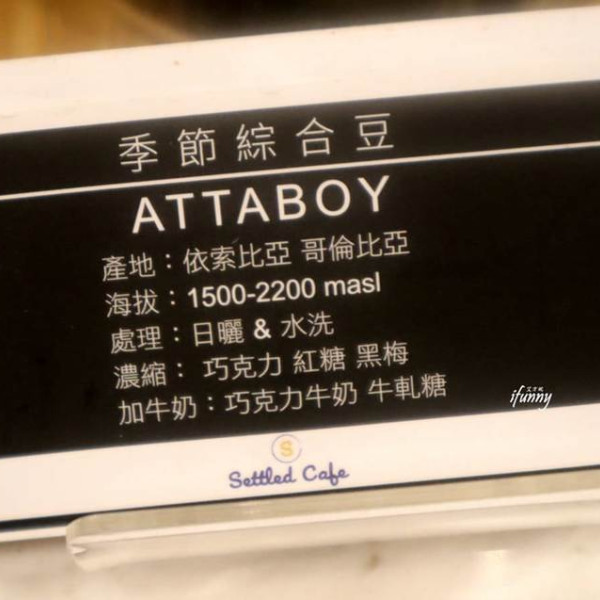 季節綜合豆
ATTABOY
產地：依索比亞 哥倫比亞
海拔：1500-2200 masl
處理：日曬 & 水洗
濃縮： 巧克力 紅糖 黑梅
加牛奶：巧克力牛奶 牛軋糖
ifunny
S
Settled Cafe